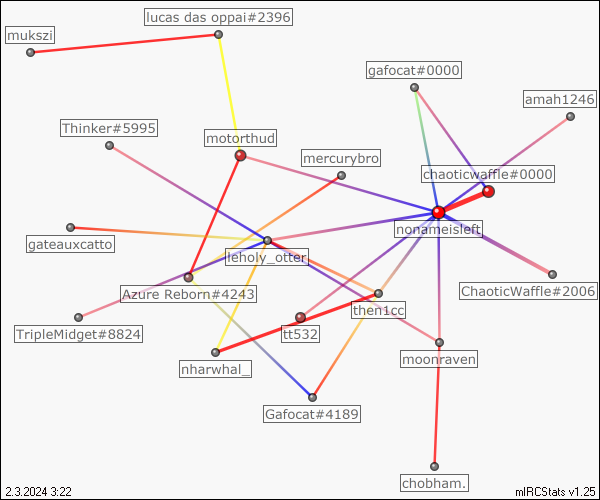 lucas das oppai#2396
mukszi
gafocat#0000
amah1246
Thinker#5995
motorthud
mercurybro
chaoticwaffle#0000
nonameisleft
gateauxcatto
leholy_otter
Azure Reborn#4243
ChaoticWaffle#2006
then1cc
TripleMidget#8824
tt532
moonraven
nharwhal_
Gafocat#4189
chobham.
2.3.2024 3:22
mIRCStats v1.25